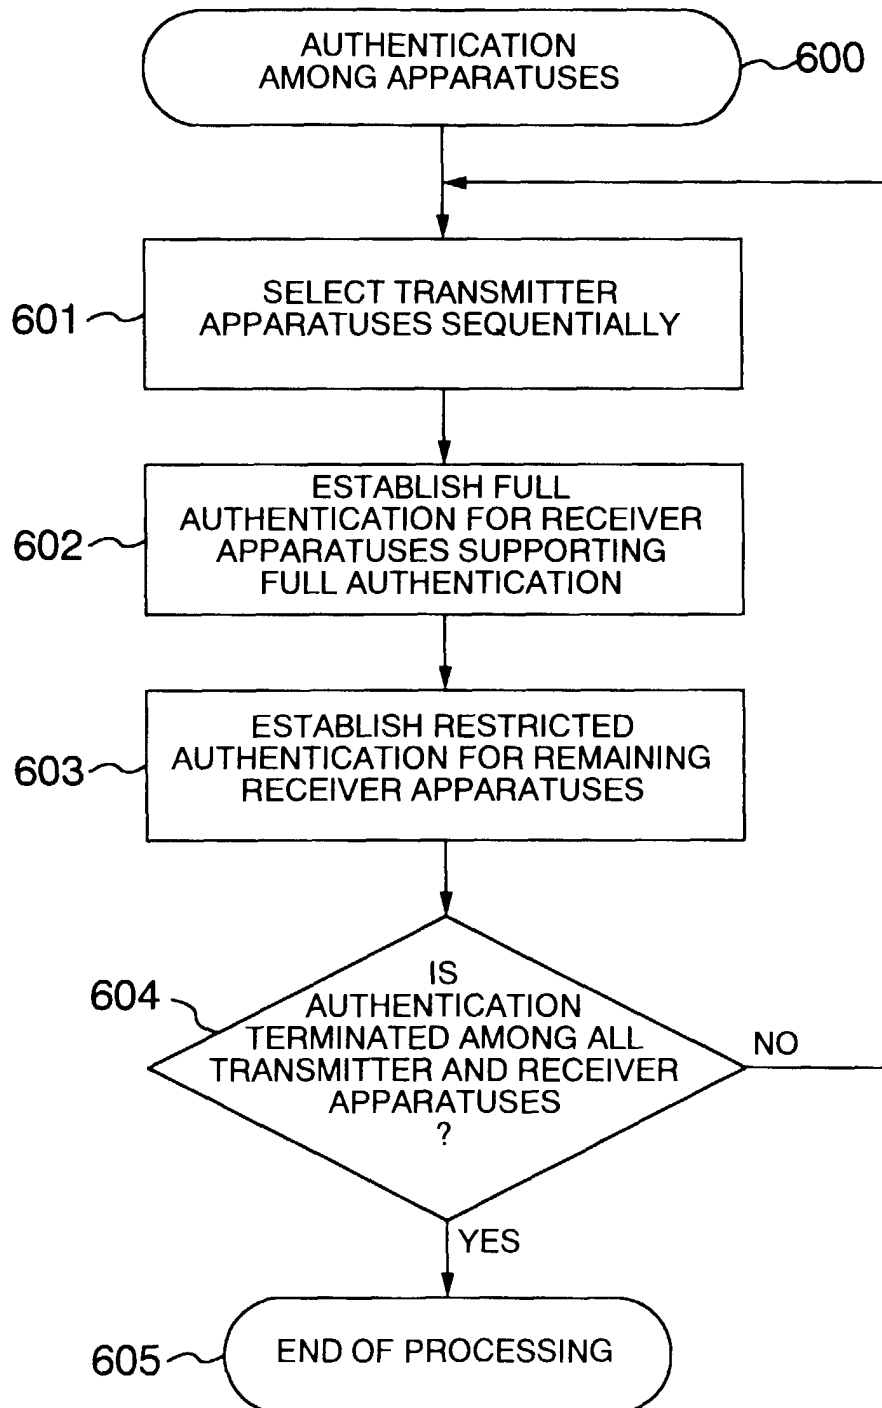 AUTHENTICATION
AMONG APPARATUSES
600
SELECT TRANSMITTER
APPARATUSES SEQUENTIALLY
601
ESTABLISH FULL
AUTHENTICATION FOR RECEIVER
APPARATUSES SUPPORTING
FULL AUTHENTICATION
602
ESTABLISH RESTRICTED
AUTHENTICATION FOR REMAINING
RECEIVER APPARATUSES
603
604
IS
AUTHENTICATION
TERMINATED AMONG ALL
TRANSMITTER AND RECEIVER
APPARATUSES
?
NO
YES
END OF PROCESSING
605